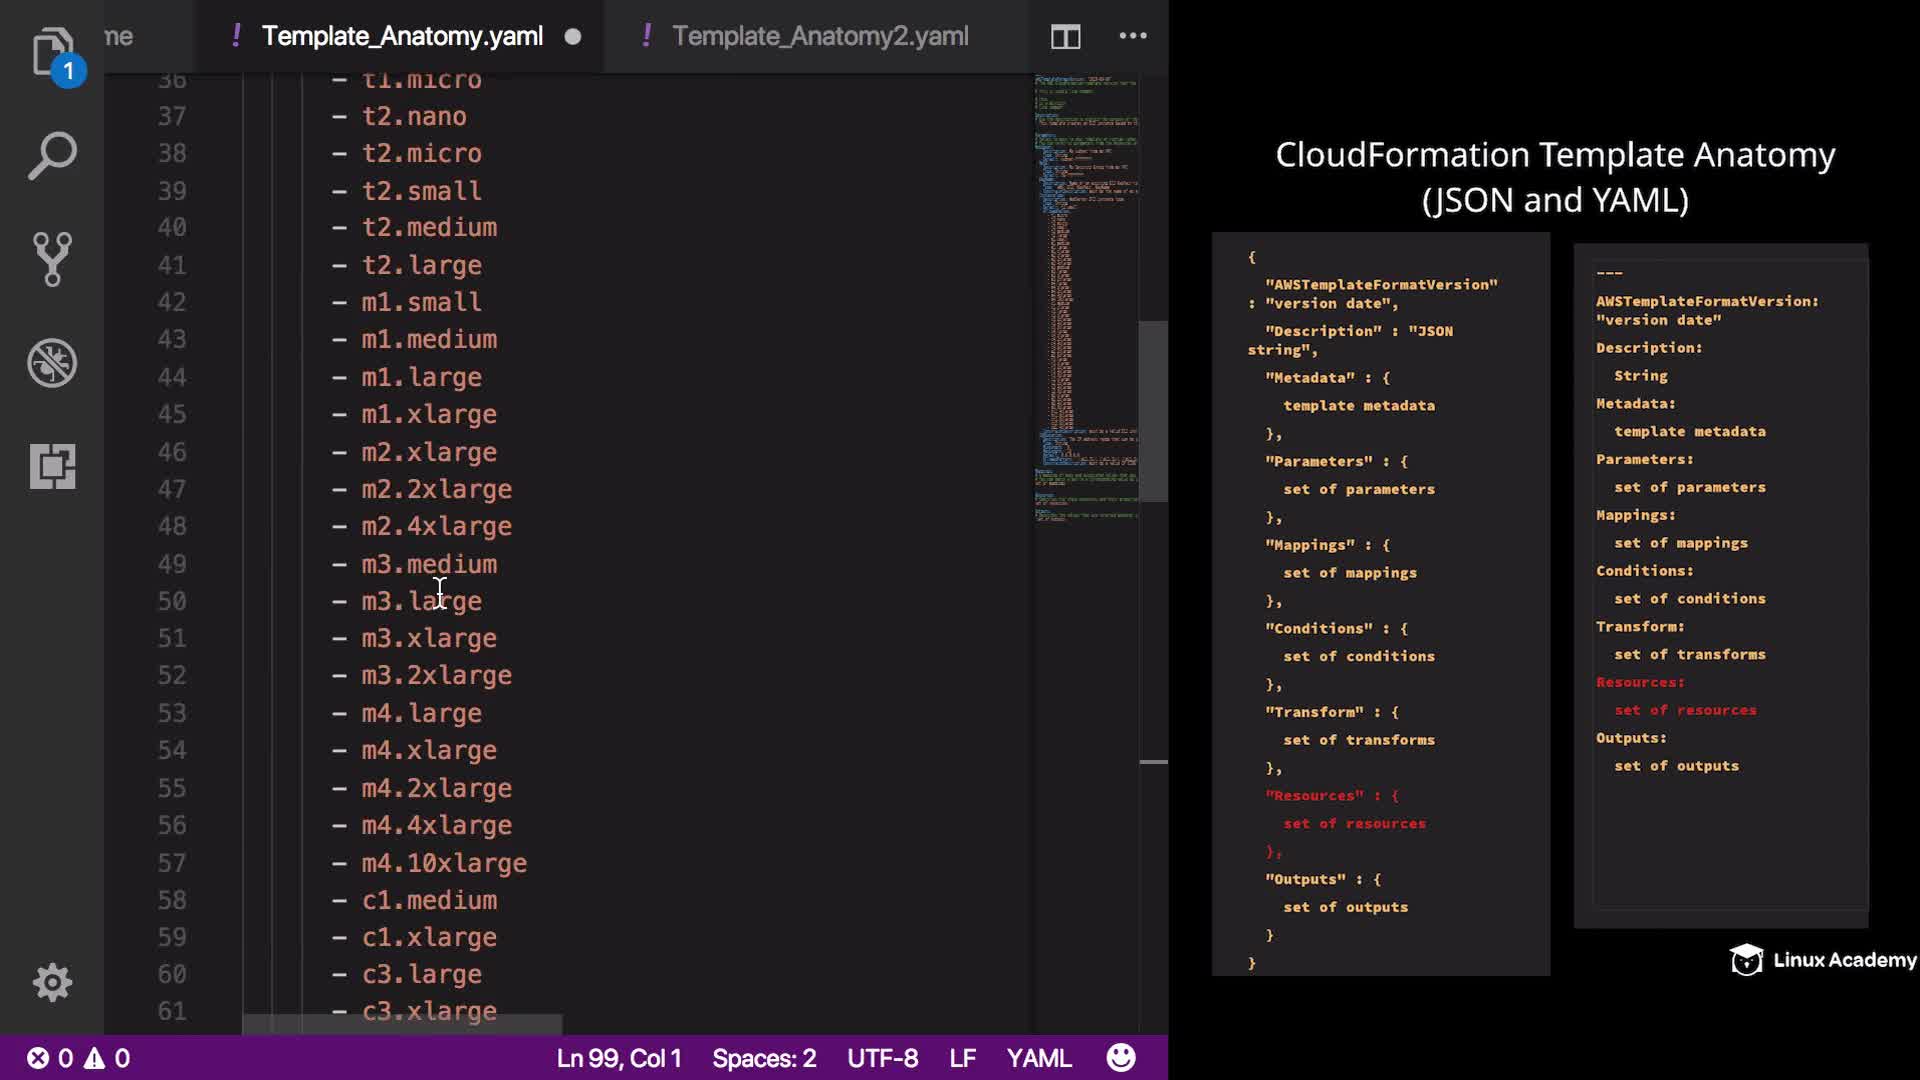 me
! Template_Anatomy.yaml
! Template_Anatomy2.yaml
1
36 - t1.micro
37 - t2.nano
38 - t2.micro
39 - t2.small
40 - t2.medium
41 - t2.large
42 - m1.small
43 - m1.medium
44 - m1.large
45 - m1.xlarge
46 - m2.xlarge
47 - m2.2xlarge
48 - m2.4xlarge
49 - m3.medium
50 - m3.large
51 - m3.xlarge
52 - m3.2xlarge
53 - m4.large
54 - m4.xlarge
55 - m4.2xlarge
56 - m4.4xlarge
57 - m4.10xlarge
58 - c1.medium
59 - c1.xlarge
60 - c3.large
61 - c3.xlarge
0 0
Ln 99, Col 1 Spaces: 2 UTF-8 LF YAML
CloudFormation Template Anatomy
(JSON and YAML)
{
"AWSTemplateFormatVersion"
: "version date",
"Description" : "JSON
string",
"Metadata" : {
template metadata
},
"Parameters" : {
set of parameters
},
"Mappings" : {
set of mappings
},
"Conditions" : {
set of conditions
},
"Transform" : {
set of transforms
},
"Resources" : {
set of resources
},
"Outputs" : {
set of outputs
}
}
---
AWSTemplateFormatVersion:
"version date"
Description:
String
Metadata:
template metadata
Parameters:
set of parameters
Mappings:
set of mappings
Conditions:
set of conditions
Transform:
set of transforms
Resources:
set of resources
Outputs:
set of outputs
Linux Academy